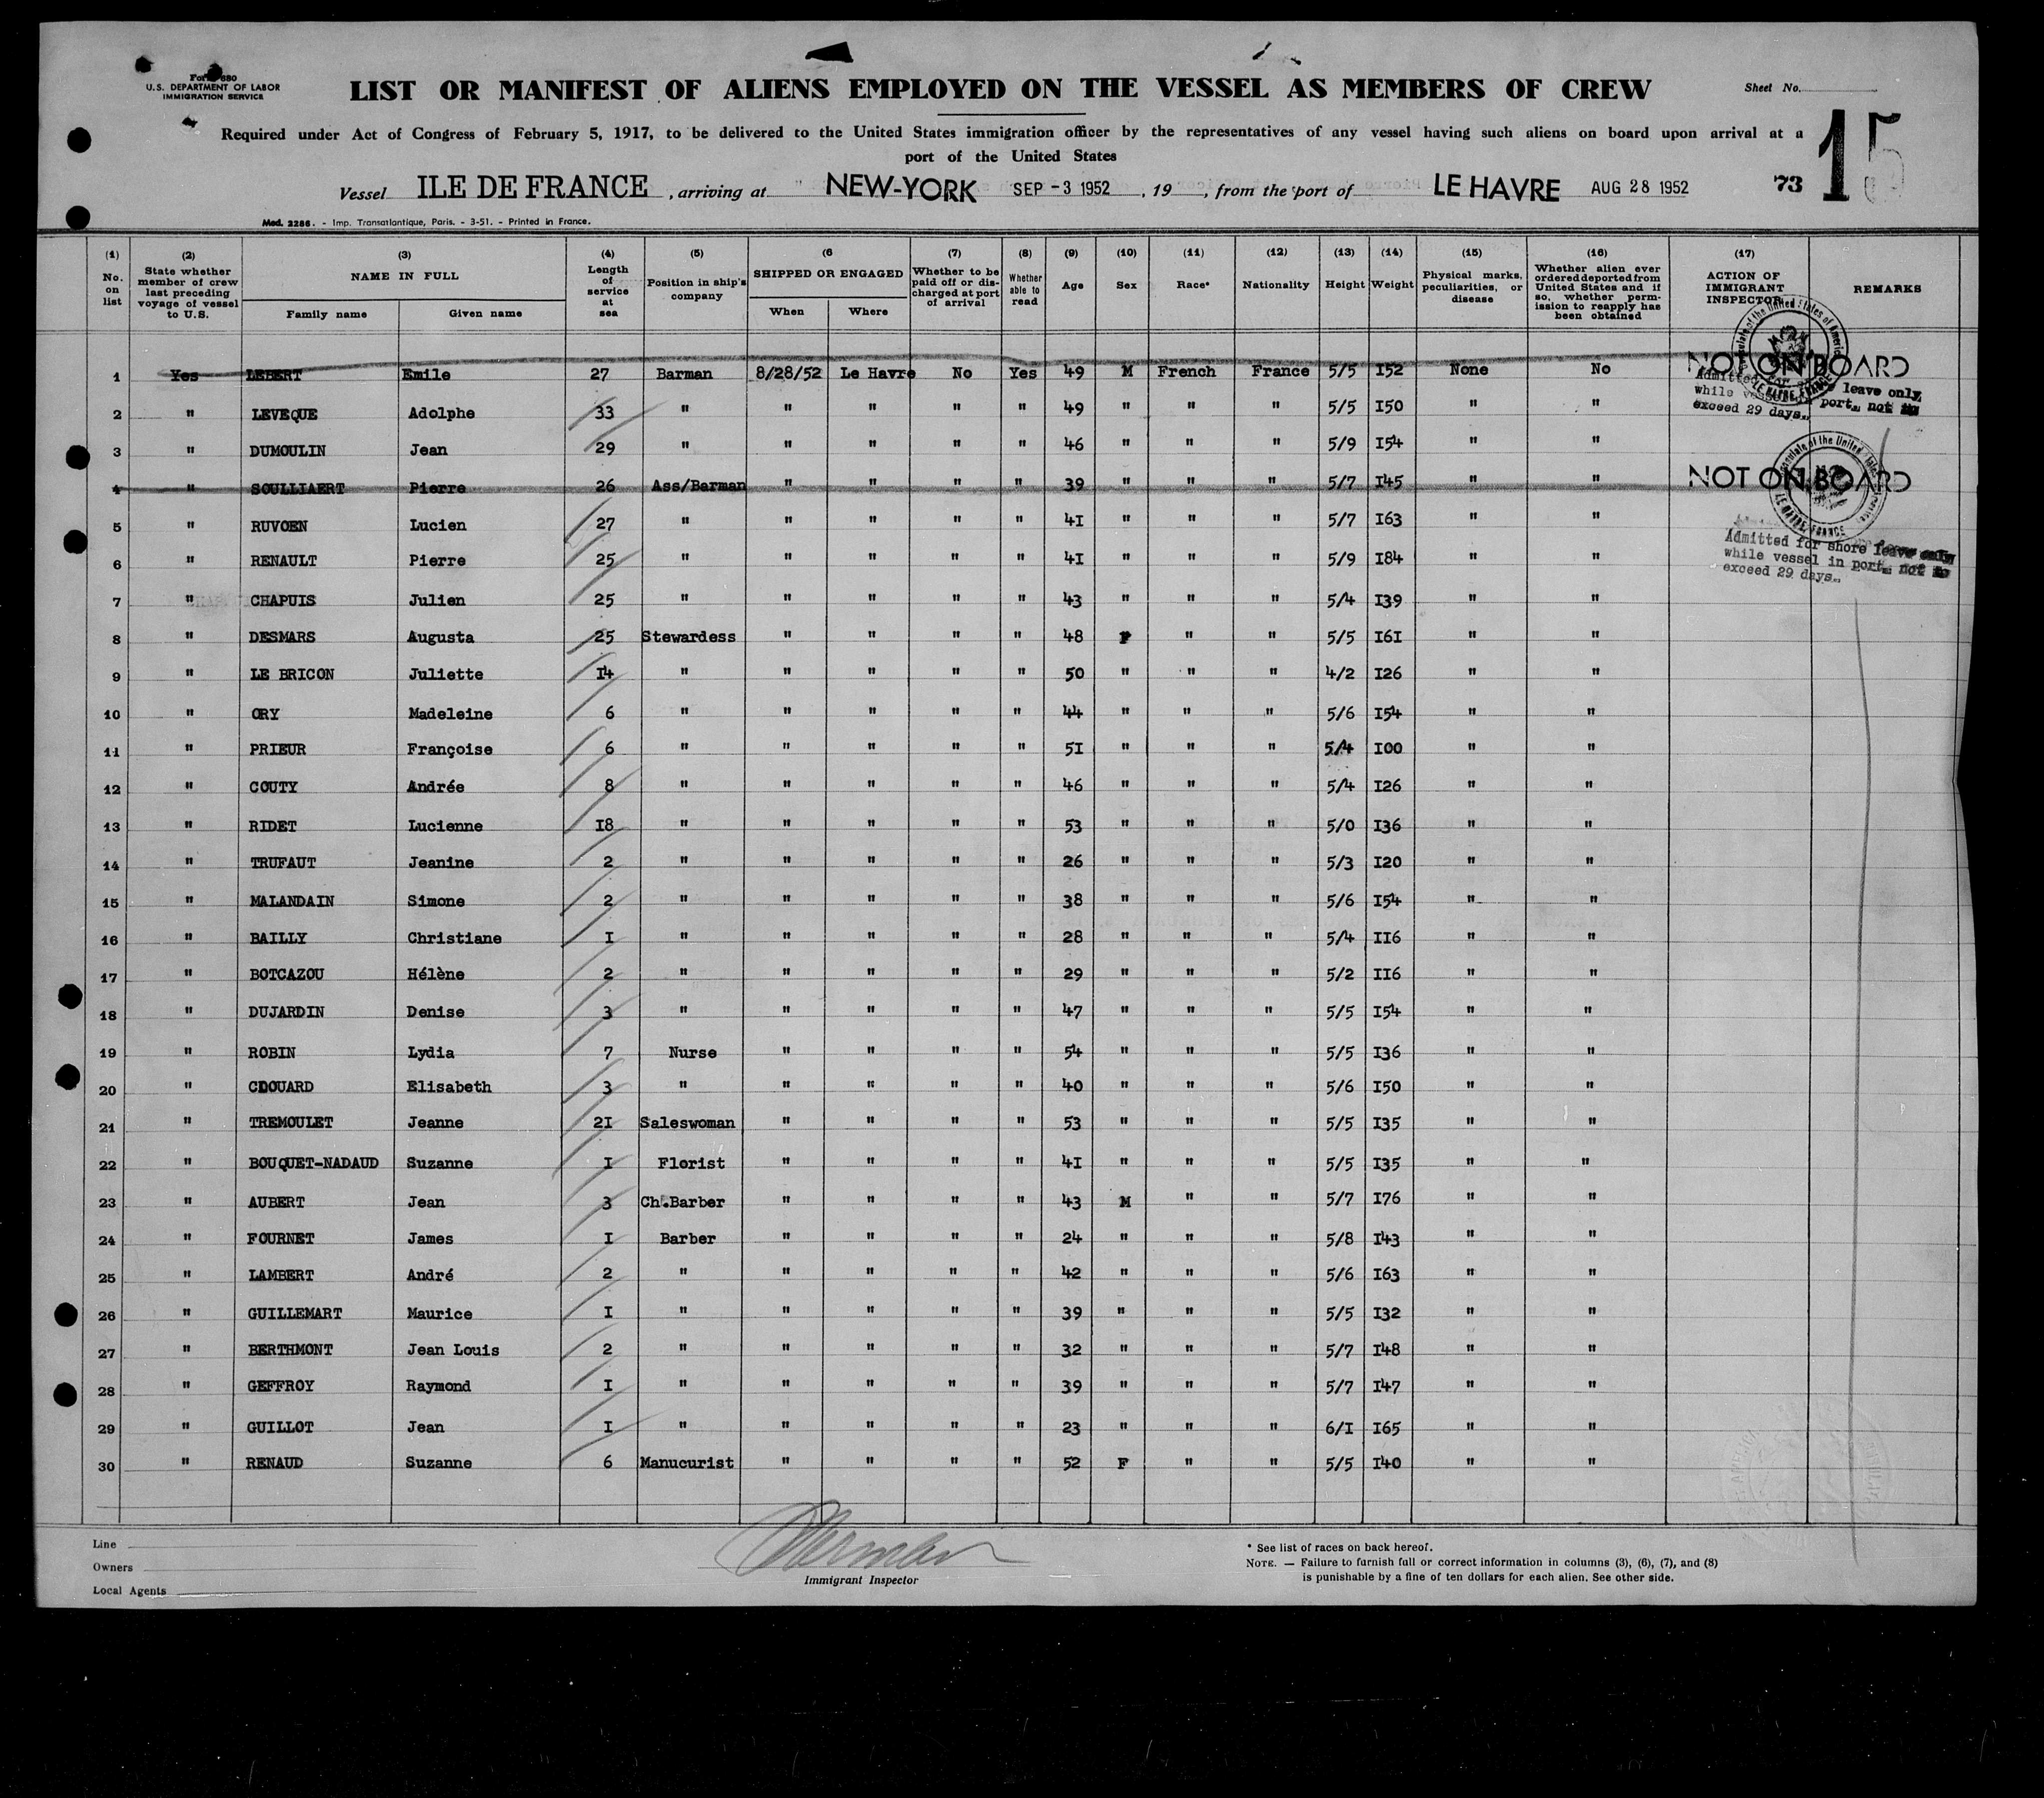 Form 680
U.S. DEPARTMENT OF LABOR
IMMIGRATION SERVICE
LIST OR MANIFEST OF ALIENS EMPLOYED ON THE VESSEL AS MEMBERS OF CREW
Sheet No.
Required under Act of Congress of February 5, 1917, to be delivered to the United States immigration officer by the representatives of any vessel having such aliens on board upon arrival at a
port of the United States
15
Vessel ILE DE FRANCE, arriving at NEW-YORK SEP -3 1952, 19 , from the port of LE HAVRE AUG 28 1952 73
Mod. 2286. - Imp. Transatlantique, Paris. - 3-51. - Printed in France.
(1) No. on list (2) State whether member of crew last preceding voyage of vessel to U.S. (3) NAME IN FULL Family name Given name (4) Length of service at sea (5) Position in ship's company (6) SHIPPED OR ENGAGED When Where (7) Whether to be paid off or discharged at port of arrival (8) Whether able to read (9) Age (10) Sex (11) Race* (12) Nationality (13) Height (14) Weight (15) Physical marks, peculiarities, or disease (16) Whether alien ever ordered deported from United States and if so, whether permission to reapply has been obtained (17) ACTION OF IMMIGRANT INSPECTOR REMARKS
1 Yes LEBERT Emile 27 Barman 8/28/52 Le Havre No Yes 49 M French France 5/5 I52 None No NOT ON BOARD
Admitted for shore leave only
while vessel in port, not to
exceed 29 days.
2 " LEVEQUE Adolphe 33 " " " " " 49 " " " 5/5 I50 " "
3 " DUMOULIN Jean 29 " " " " " 46 " " " 5/9 I54 " "
4 " SOULLIAERT Pierre 26 Ass/Barman " " " " 39 " " " 5/7 I45 " " NOT ON BOARD
5 " RUVOEN Lucien 27 " " " " " 4I " " " 5/7 I63 " "
6 " RENAULT Pierre 25 " " " " " 4I " " " 5/9 I84 " "
Admitted for shore leave only
while vessel in port, not to
exceed 29 days.
7 " CHAPUIS Julien 25 " " " " " 43 " " " 5/4 I39 " "
8 " DESMARS Augusta 25 Stewardess " " " " 48 F " " 5/5 I6I " "
9 " LE BRICON Juliette I4 " " " " " 50 " " " 4/2 I26 " "
10 " ORY Madeleine 6 " " " " " 44 " " " 5/6 I54 " "
11 " PRIEUR Françoise 6 " " " " " 5I " " " 5/4 I00 " "
12 " COUTY Andrée 8 " " " " " 46 " " " 5/4 I26 " "
13 " RIDET Lucienne I8 " " " " " 53 " " " 5/0 I36 " "
14 " TRUFAUT Jeanine 2 " " " " " 26 " " " 5/3 I20 " "
15 " MALANDAIN Simone 2 " " " " " 38 " " " 5/6 I54 " "
16 " BAILLY Christiane I " " " " " 28 " " " 5/4 II6 " "
17 " BOTCAZOU Hélène 2 " " " " " 29 " " " 5/2 II6 " "
18 " DUJARDIN Denise 3 " " " " " 47 " " " 5/5 I54 " "
19 " ROBIN Lydia 7 Nurse " " " " 54 " " " 5/5 I36 " "
20 " CDOUARD Elisabeth 3 " " " " " 40 " " " 5/6 I50 " "
21 " TREMOULET Jeanne 2I Saleswoman " " " " 53 " " " 5/5 I35 " "
22 " BOUQUET-NADAUD Suzanne I Florist " " " " 4I " " " 5/5 I35 " "
23 " AUBERT Jean 3 Ch.Barber " " " " 43 M " " 5/7 I76 " "
24 " FOURNET James I Barber " " " " 24 " " " 5/8 I43 " "
25 " LAMBERT André 2 " " " " " 42 " " " 5/6 I63 " "
26 " GUILLEMART Maurice I " " " " " 39 " " " 5/5 I32 " "
27 " BERTHMONT Jean Louis 2 " " " " " 32 " " " 5/7 I48 " "
28 " GEFFROY Raymond I " " " " " 39 " " " 5/7 I47 " "
29 " GUILLOT Jean I " " " " " 23 " " " 6/I I65 " "
30 " RENAUD Suzanne 6 Manucurist " " " " 52 F " " 5/5 I40 " "
Line
Owners
Local Agents
Immigrant Inspector
* See list of races on back hereof.
NOTE. — Failure to furnish full or correct information in columns (3), (6), (7), and (8)
is punishable by a fine of ten dollars for each alien. See other side.